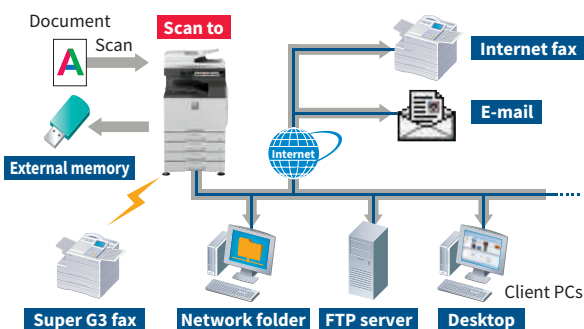 Document
Scan to
Scan
A
Internet fax
E-mail
External memory
Internet
Client PCs
Super G3 fax
Network folder
FTP server
Desktop